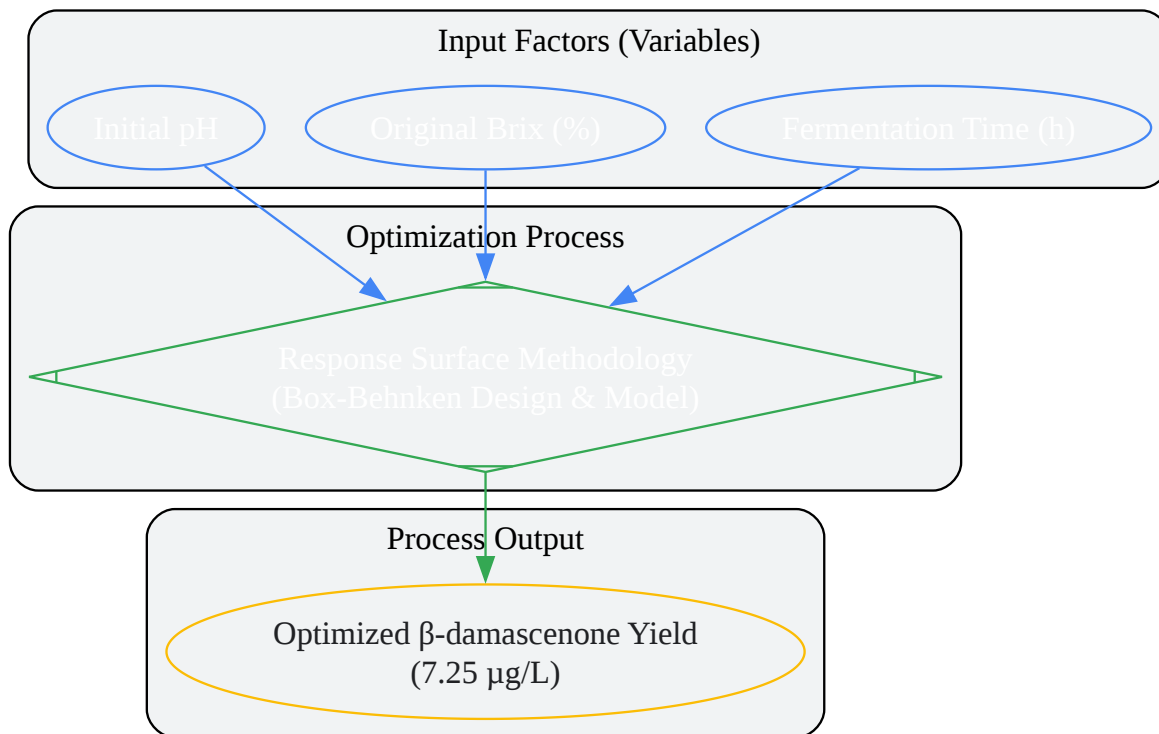 Input Factors (Variables)
Initial pH
Original Brix (%)
Fermentation Time (h)
Optimization Process
Response Surface Methodology
(Box-Behnken Design & Model)
Process Output
Optimized β-damascenone Yield
(7.25 µg/L)